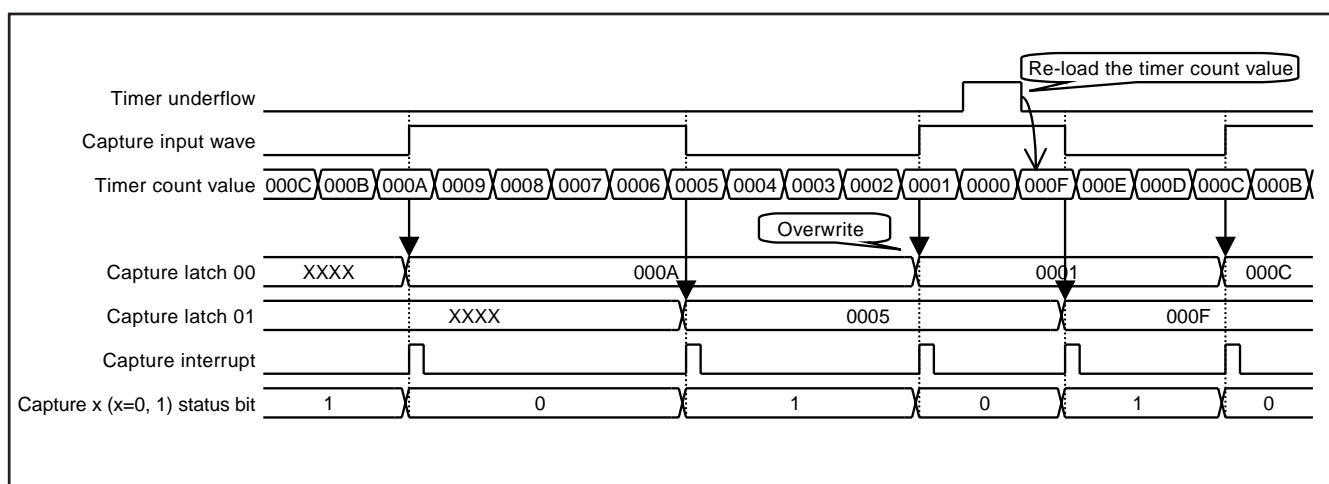 Re-load the timer count value
Timer underflow
Capture input wave
Timer count value 000C 000B 000A 0009 0008 0007 0006 0005 0004 0003 0002 0001 0000 000F 000E 000D 000C 000B
Overwrite
Capture latch 00 XXXX 000A 0001 000C
Capture latch 01 XXXX 0005 000F
Capture interrupt
Capture x (x=0, 1) status bit 1 0 1 0 1 0